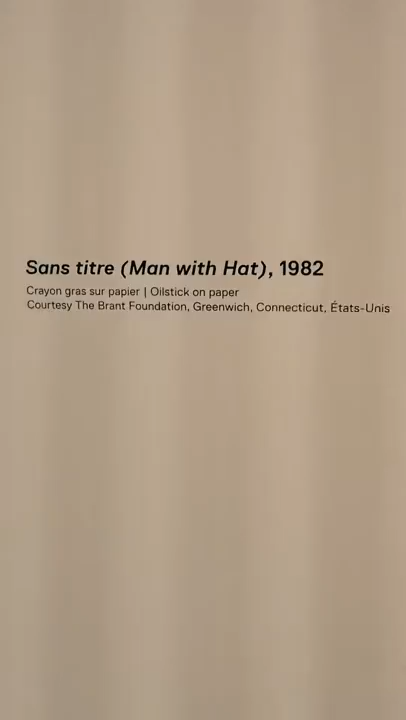 Sans titre (Man with Hat), 1982
Crayon gras sur papier | Oilstick on paper
Courtesy The Brant Foundation, Greenwich, Connecticut, États-Unis